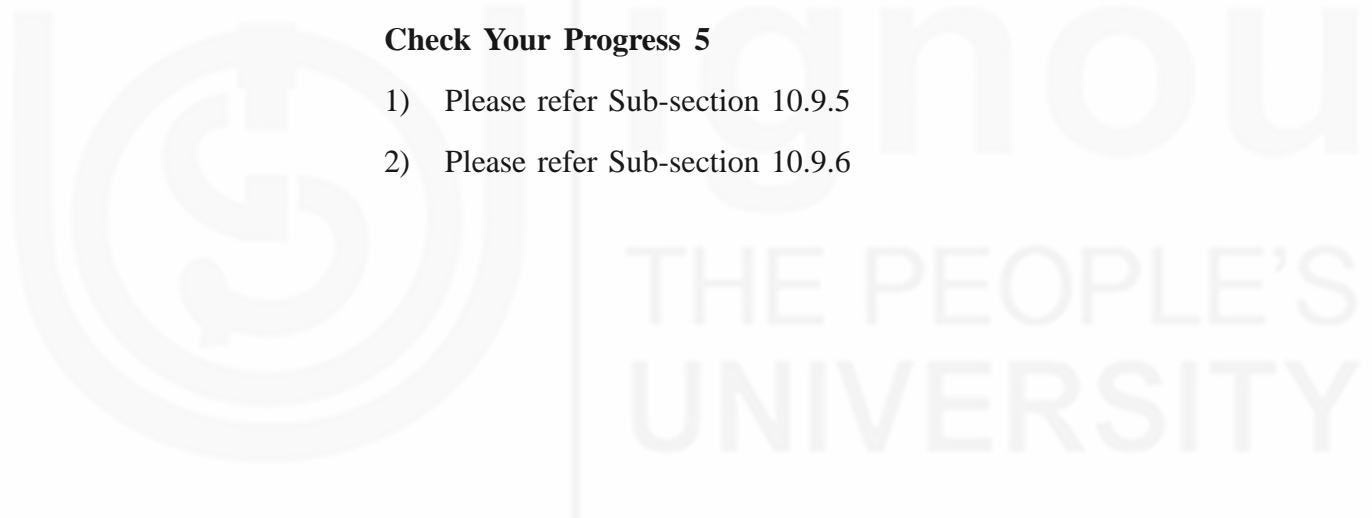 Check Your Progress 5
1) Please refer Sub-section 10.9.5
2) Please refer Sub-section 10.9.6
ignou
THE PEOPLE'S
UNIVERSITY